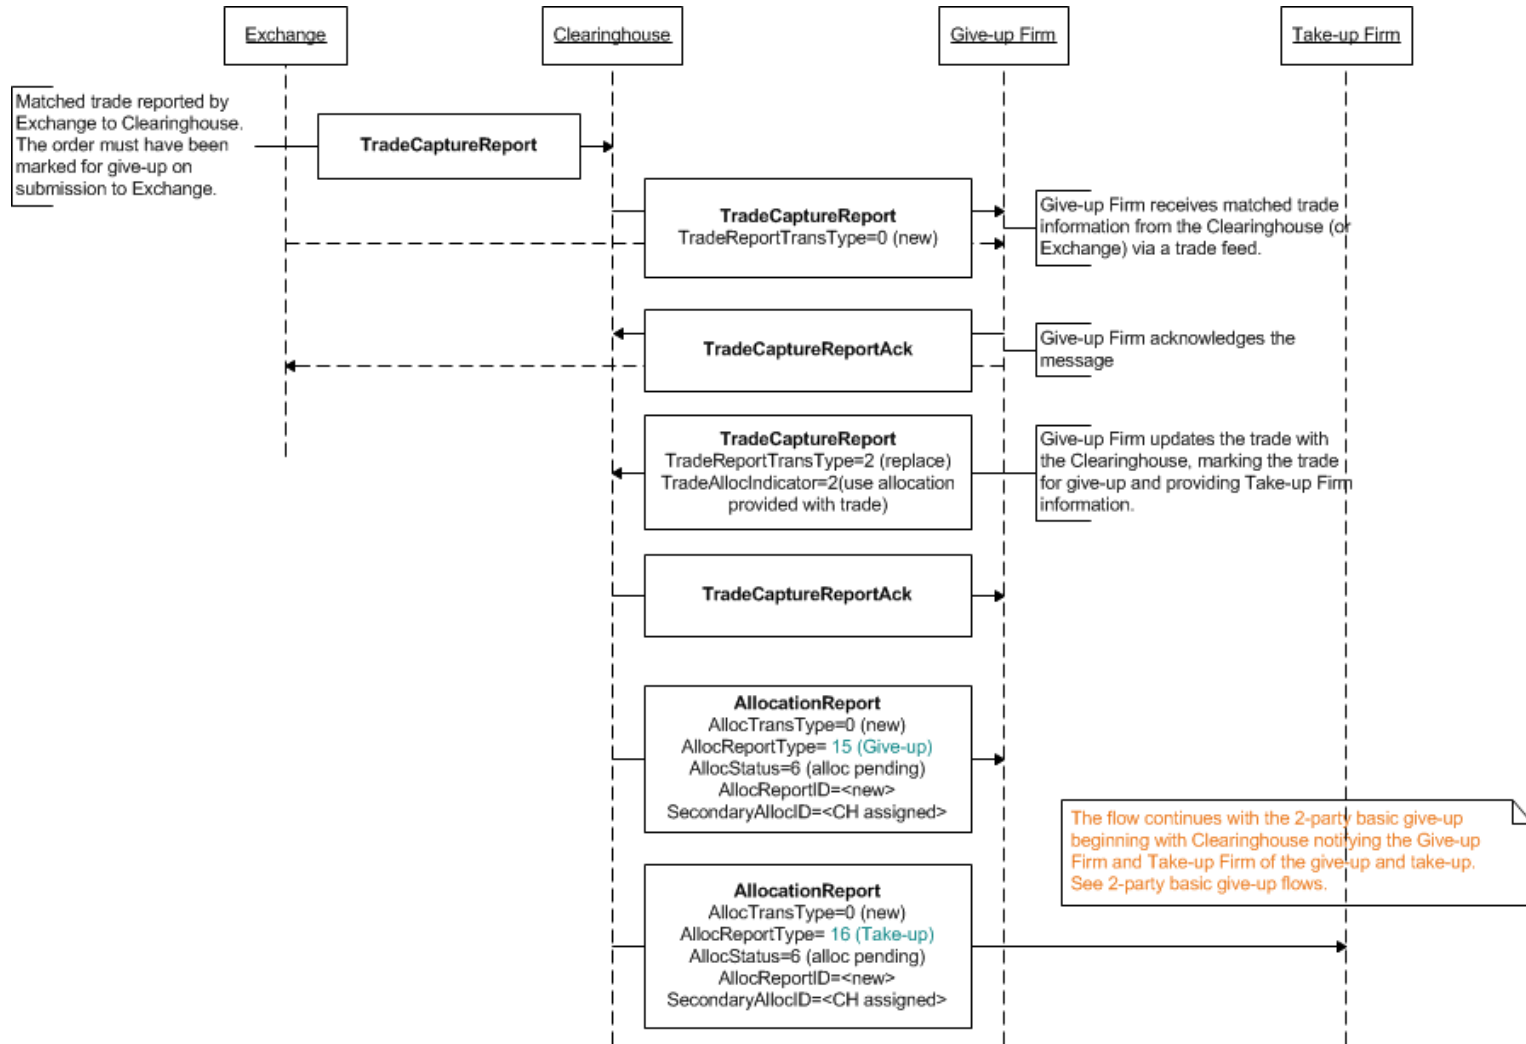 Exchange
Clearinghouse
Give-up Firm
Take-up Firm
Matched trade reported by
Exchange to Clearinghouse.
The order must have been
marked for give-up on
submission to Exchange.
TradeCaptureReport
TradeCaptureReport
TradeReportTransType=0 (new)
Give-up Firm receives matched trade
information from the Clearinghouse (or
Exchange) via a trade feed.
TradeCaptureReportAck
Give-up Firm acknowledges the
message
TradeCaptureReport
TradeReportTransType=2 (replace)
TradeAllocIndicator=2(use allocation
provided with trade)
Give-up Firm updates the trade with
the Clearinghouse, marking the trade
for give-up and providing Take-up Firm
information.
TradeCaptureReportAck
AllocationReport
AllocTransType=0 (new)
AllocReportType= 15 (Give-up)
AllocStatus=6 (alloc pending)
AllocReportID=<new>
SecondaryAllocID=<CH assigned>
The flow continues with the 2-party basic give-up
beginning with Clearinghouse notifying the Give-up
Firm and Take-up Firm of the give-up and take-up.
See 2-party basic give-up flows.
AllocationReport
AllocTransType=0 (new)
AllocReportType= 16 (Take-up)
AllocStatus=6 (alloc pending)
AllocReportID=<new>
SecondaryAllocID=<CH assigned>